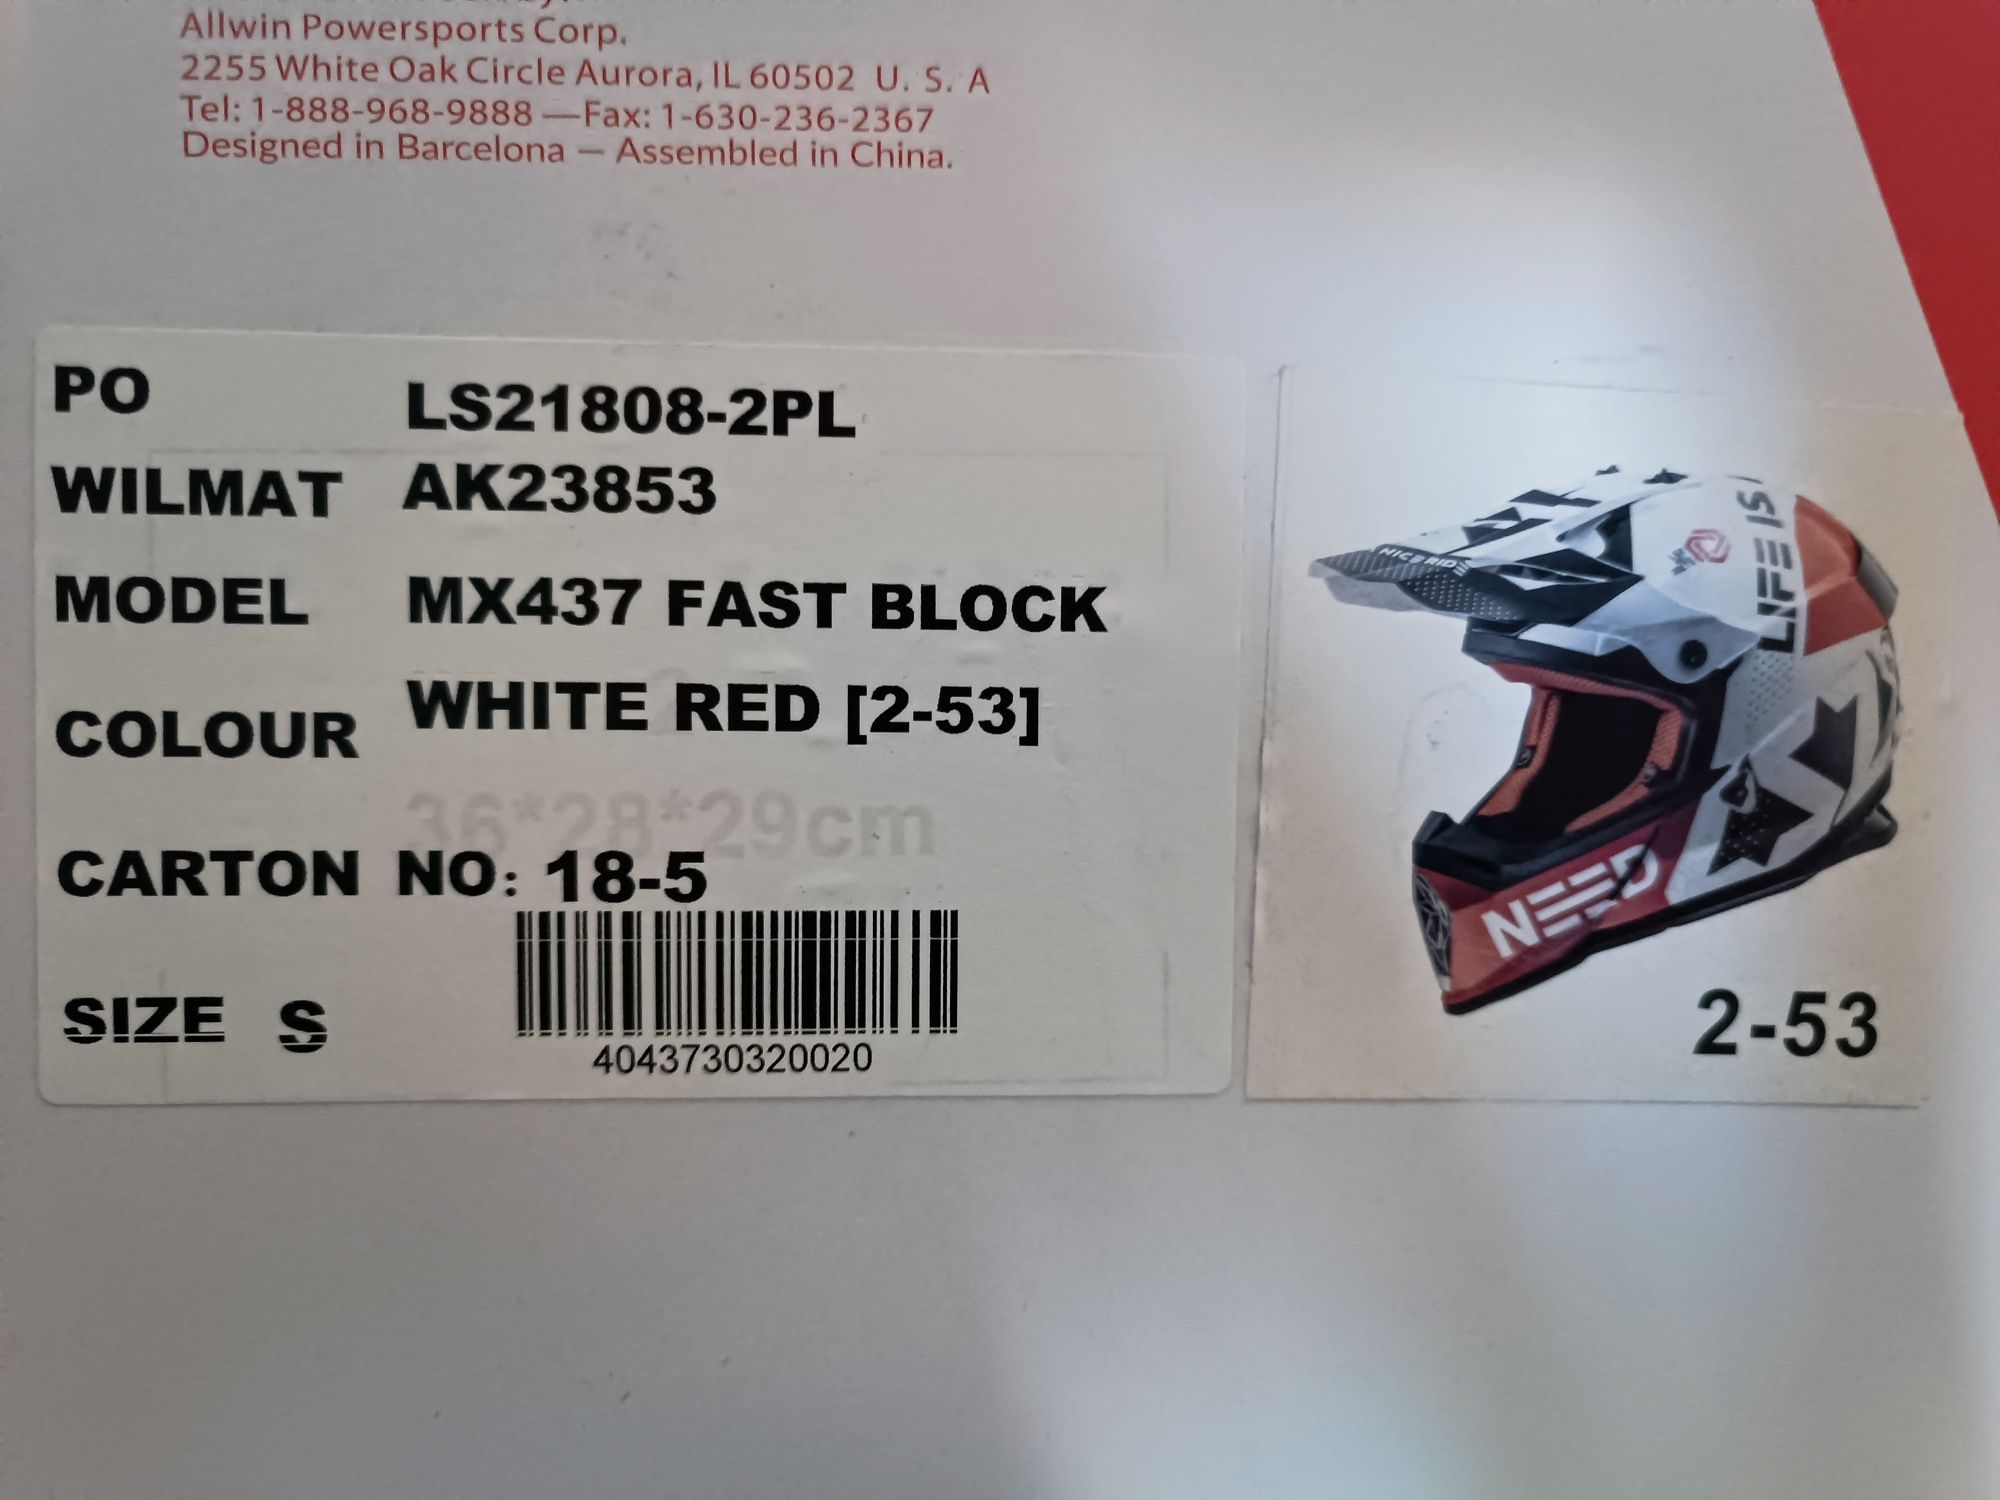 Allwin Powersports Corp.
2255 White Oak Circle Aurora, IL 60502 U. S. A
Tel: 1-888-968-9888 —Fax: 1-630-236-2367
Designed in Barcelona — Assembled in China.
PO LS21808-2PL
WILMAT AK23853
MODEL MX437 FAST BLOCK
COLOUR WHITE RED [2-53]
36*28*29cm
CARTON NO: 18-5
SIZE S
4043730320020
NICE RIDE
LIFE IS
NEED
2-53